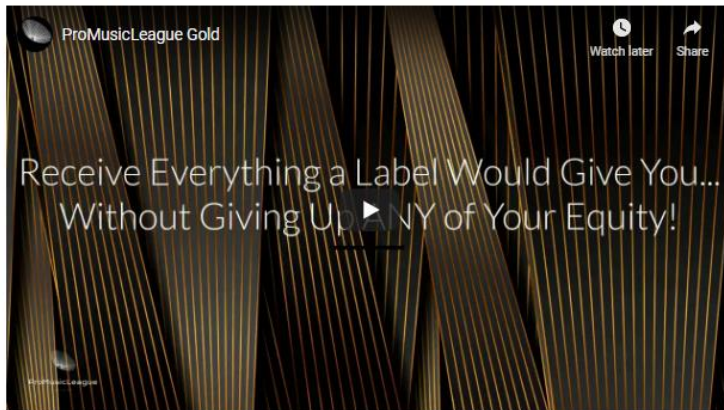 ProMusicLeague Gold
Watch later
Share
Receive Everything a Label Would Give You...
Without Giving Up ANY of Your Equity!
ProMusicLeague